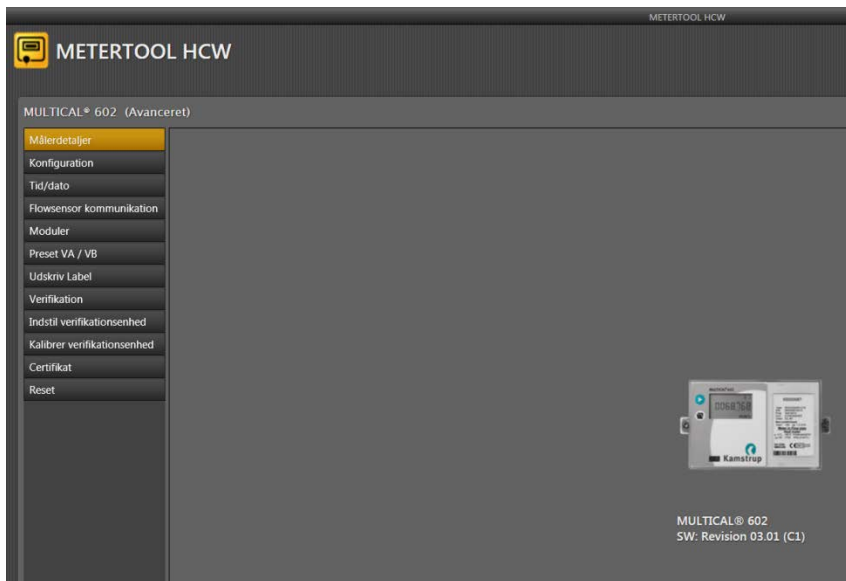 METERTOOL HCW
METERTOOL HCW
MULTICAL® 602 (Avanceret)
Målerdetaljer
Konfiguration
Tid/dato
Flowsensor kommunikation
Moduler
Preset VA / VB
Udskriv Label
Verifikation
Indstil verifikationsenhed
Kalibrer verifikationsenhed
Certifikat
Reset
Kamstrup
MULTICAL® 602
SW: Revision 03.01 (C1)